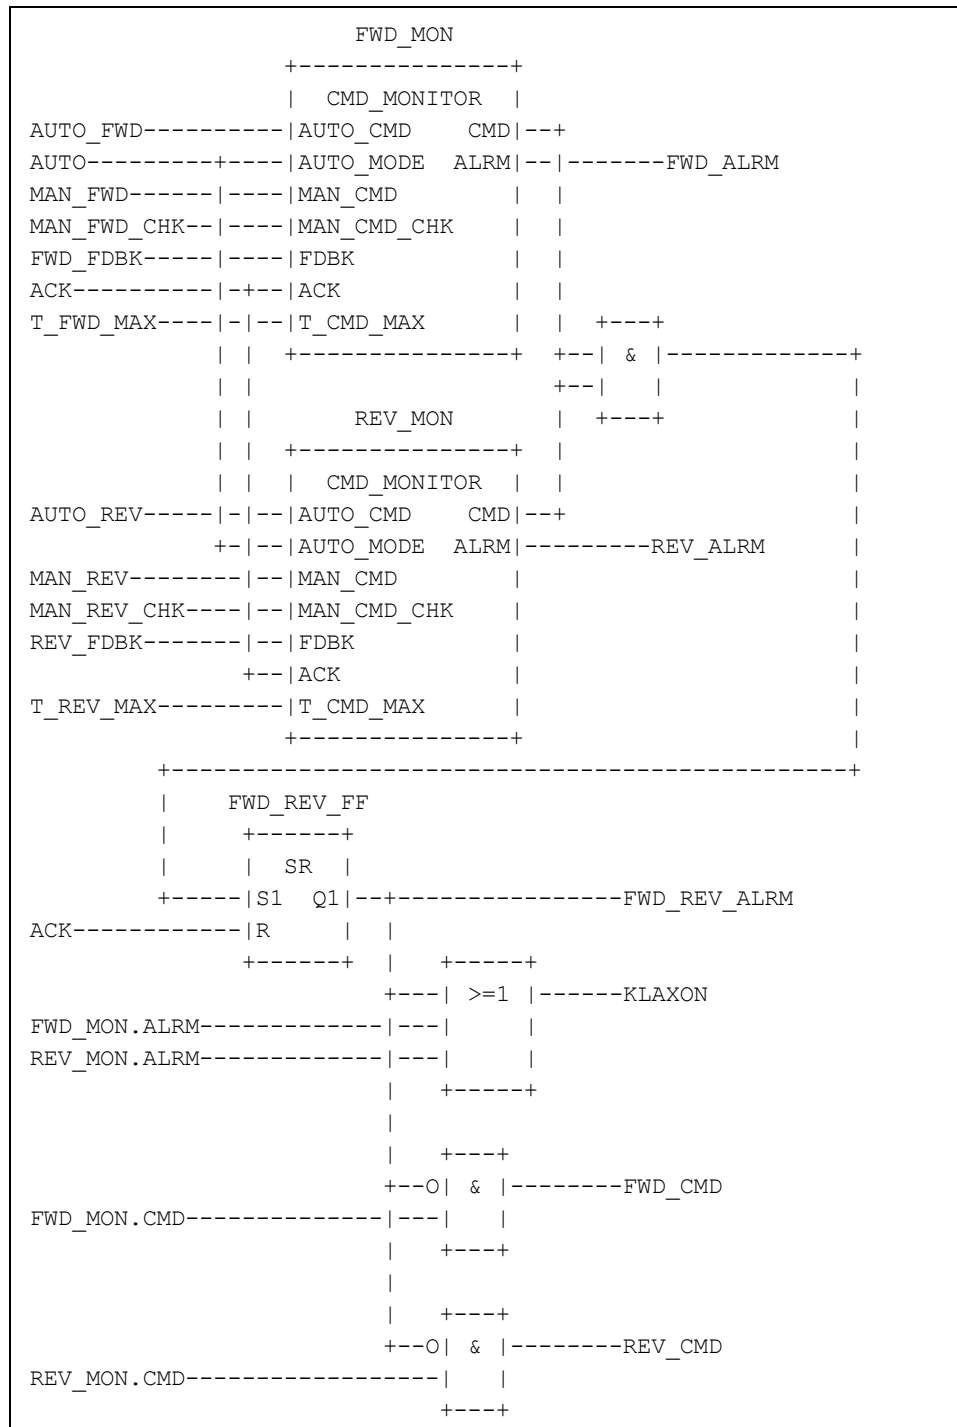 FWD_MON
+---------------+
| CMD_MONITOR |
AUTO_FWD----------|AUTO_CMD CMD|--+
AUTO---------+----|AUTO_MODE ALRM|--|-------FWD_ALRM
MAN_FWD------|----|MAN_CMD | |
MAN_FWD_CHK--|----|MAN_CMD_CHK | |
FWD_FDBK-----|----|FDBK | |
ACK----------|-+--|ACK | |
T_FWD_MAX----|-|--|T_CMD_MAX | | +---+
| | +---------------+ +--| & |-------------+
| | +--| | |
| | REV_MON | +---+ |
| | +---------------+ | |
| | | CMD_MONITOR | | |
AUTO_REV-----|-|--|AUTO_CMD CMD|--+ |
+-|--|AUTO_MODE ALRM|---------REV_ALRM |
MAN_REV--------|--|MAN_CMD | |
MAN_REV_CHK----|--|MAN_CMD_CHK | |
REV_FDBK-------|--|FDBK | |
+--|ACK | |
T_REV_MAX---------|T_CMD_MAX | |
+---------------+ |
+-----------------------------------------------+
| FWD_REV_FF
| +------+
| | SR |
+-----|S1 Q1|--+----------------FWD_REV_ALRM
ACK------------|R | |
+------+ | +-----+
+---| >=1 |------KLAXON
FWD_MON.ALRM-------------|---| |
REV_MON.ALRM-------------|---| |
| +-----+
|
| +---+
+--O| & |--------FWD_CMD
FWD_MON.CMD--------------|---| |
| +---+
|
| +---+
+--O| & |--------REV_CMD
REV_MON.CMD------------------| |
+---+